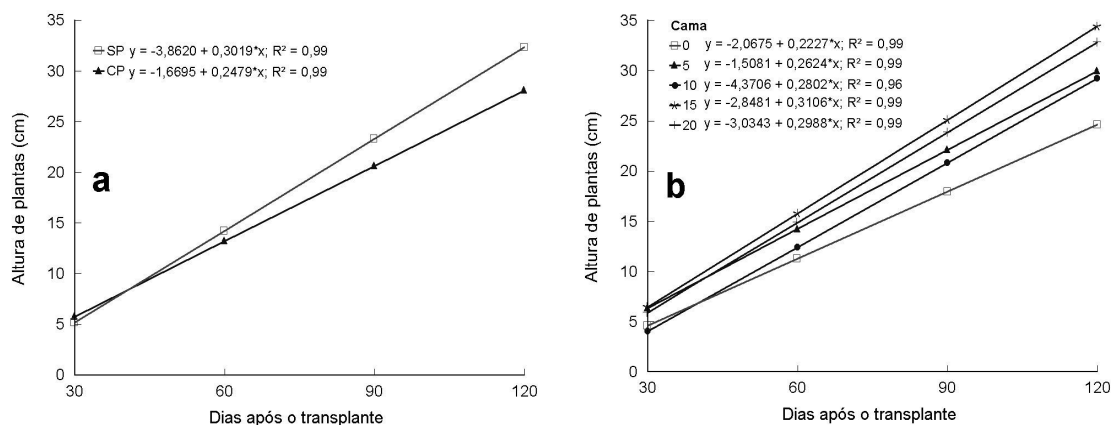 35
30
25
20
15
10
5
0
Altura de plantas (cm)
SP y = -3,8620 + 0,3019*x; R² = 0,99
CP y = -1,6695 + 0,2479*x; R² = 0,99
a
30 60 90 120
Dias após o transplante
35
30
25
20
15
10
5
0
Altura de plantas (cm)
Cama
0 y = -2,0675 + 0,2227*x; R² = 0,99
5 y = -1,5081 + 0,2624*x; R² = 0,99
10 y = -4,3706 + 0,2802*x; R² = 0,96
15 y = -2,8481 + 0,3106*x; R² = 0,99
20 y = -3,0343 + 0,2988*x; R² = 0,99
b
30 60 90 120
Dias após o transplante